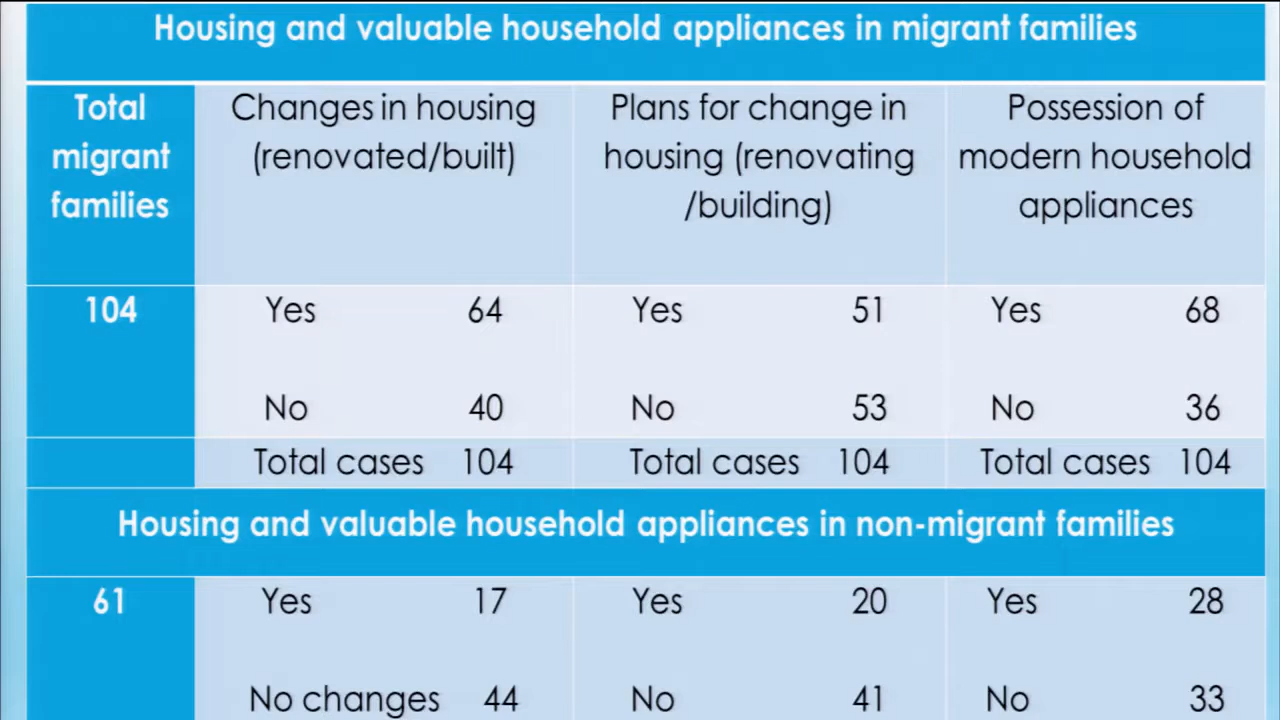 Housing and valuable household appliances in migrant families
Total migrant families
Changes in housing (renovated/built)
Plans for change in housing (renovating /building)
Possession of modern household appliances
104 Yes 64 Yes 51 Yes 68
No 40 No 53 No 36
Total cases 104 Total cases 104 Total cases 104
Housing and valuable household appliances in non-migrant families
61 Yes 17 Yes 20 Yes 28
No changes 44 No 41 No 33